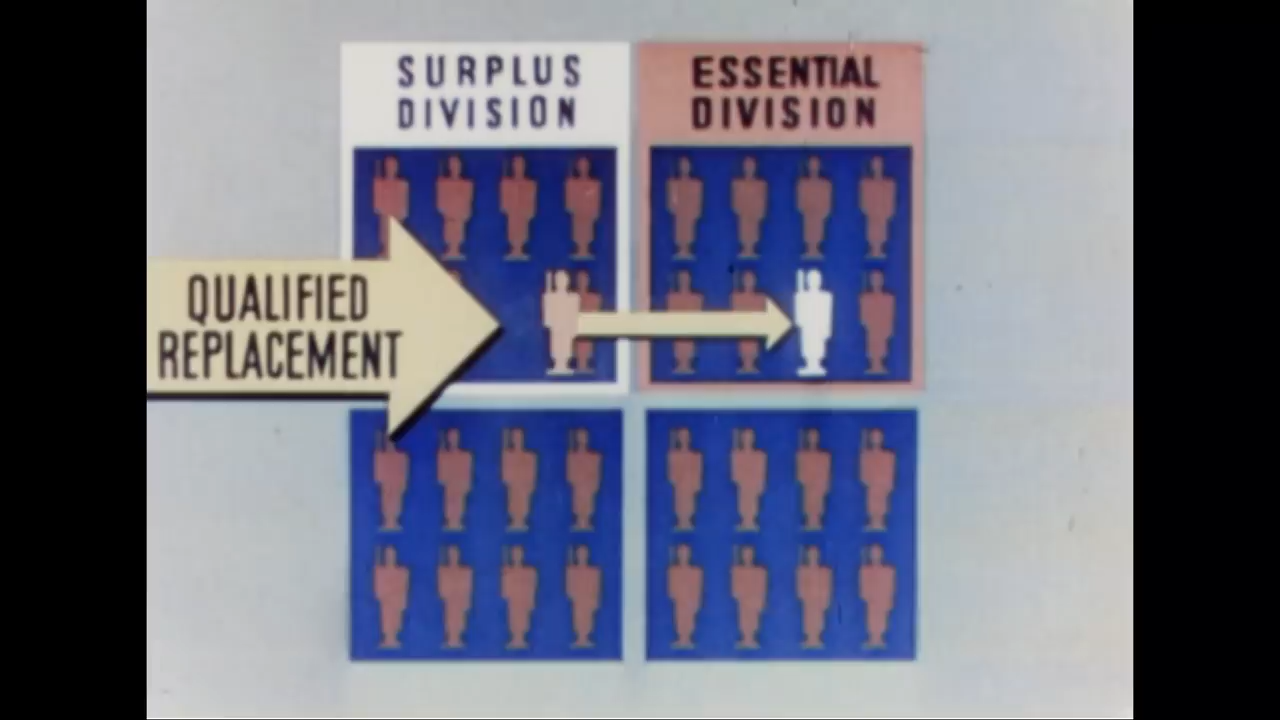 SURPLUS
DIVISION
ESSENTIAL
DIVISION
QUALIFIED
REPLACEMENT